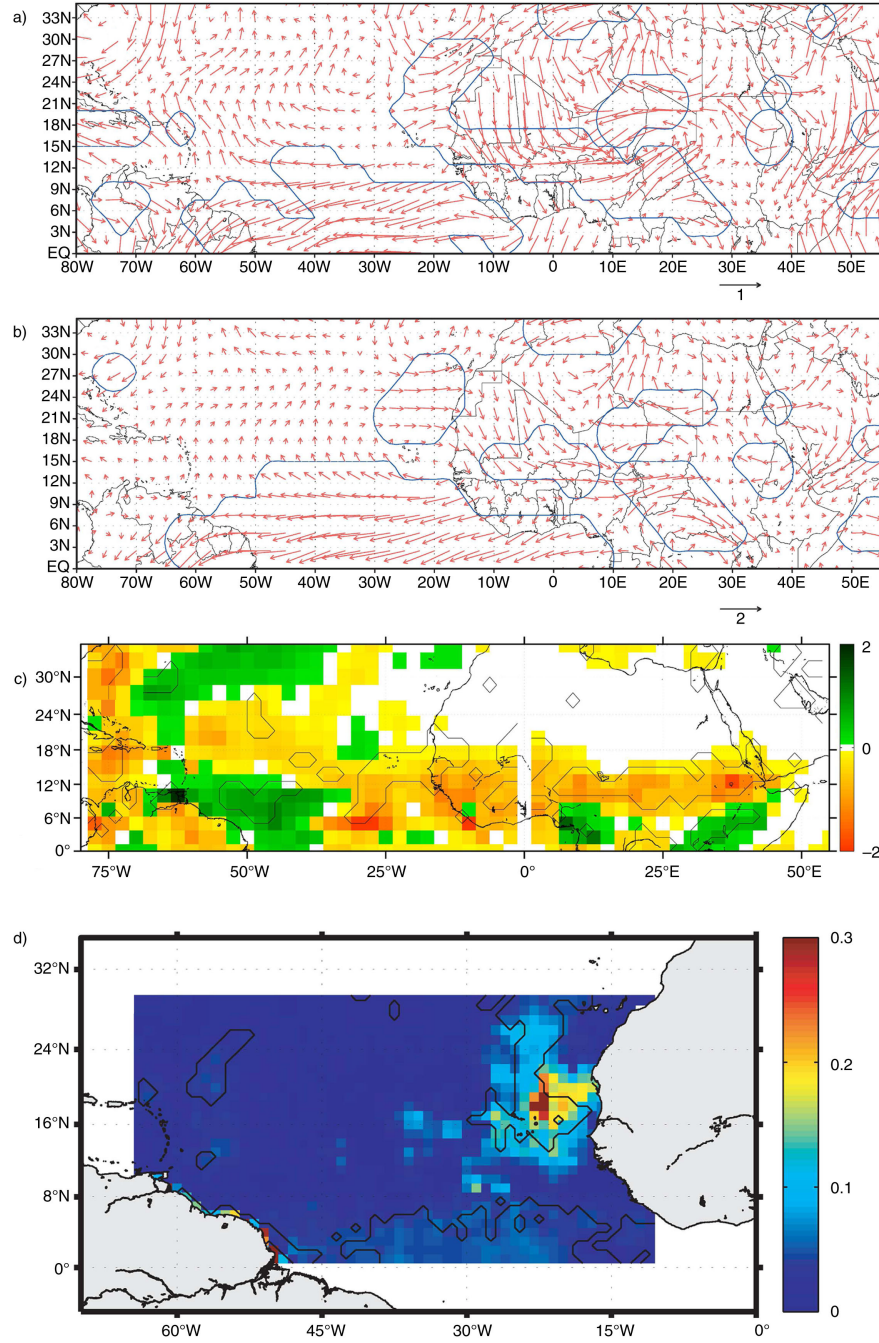 a)
33N
30N
27N
24N
21N
18N
15N
12N
9N
6N
3N
EQ
80W 70W 60W 50W 40W 30W 20W 10W 0 10E 20E 30E 40E 50E
1
b)
33N
30N
27N
24N
21N
18N
15N
12N
9N
6N
3N
EQ
80W 70W 60W 50W 40W 30W 20W 10W 0 10E 20E 30E 40E 50E
2
c)
30°N
24°N
18°N
12°N
6°N
0°
75°W 50°W 25°W 0° 25°E 50°E
2
0
−2
d)
32°N
24°N
16°N
8°N
0°
60°W 45°W 30°W 15°W 0°
0.3
0.2
0.1
0